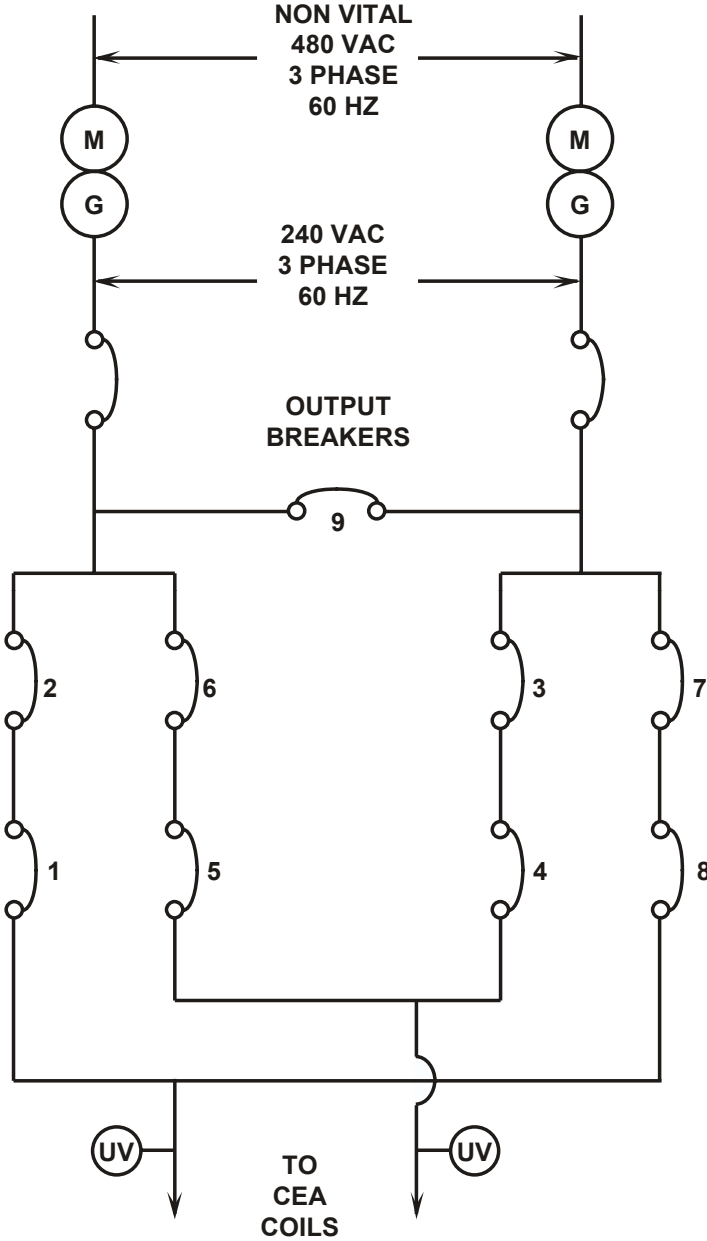 NON VITAL
480 VAC
3 PHASE
60 HZ
M
M
G
G
240 VAC
3 PHASE
60 HZ
OUTPUT
BREAKERS
9
2
6
3
7
1
5
4
8
UV
UV
TO
CEA
COILS